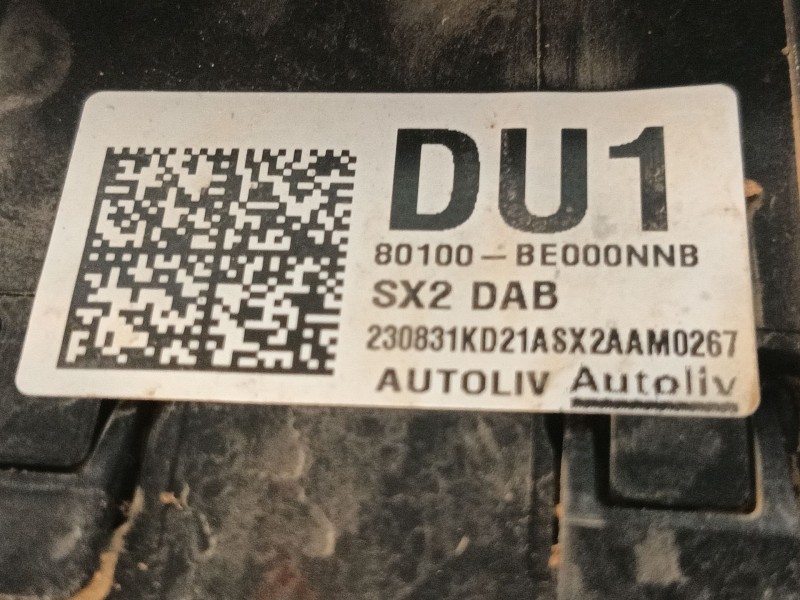 DU1
80100-BE000NNB
SX2 DAB
230831KD21ASX2AAM0267
AUTOLIV Autoliv